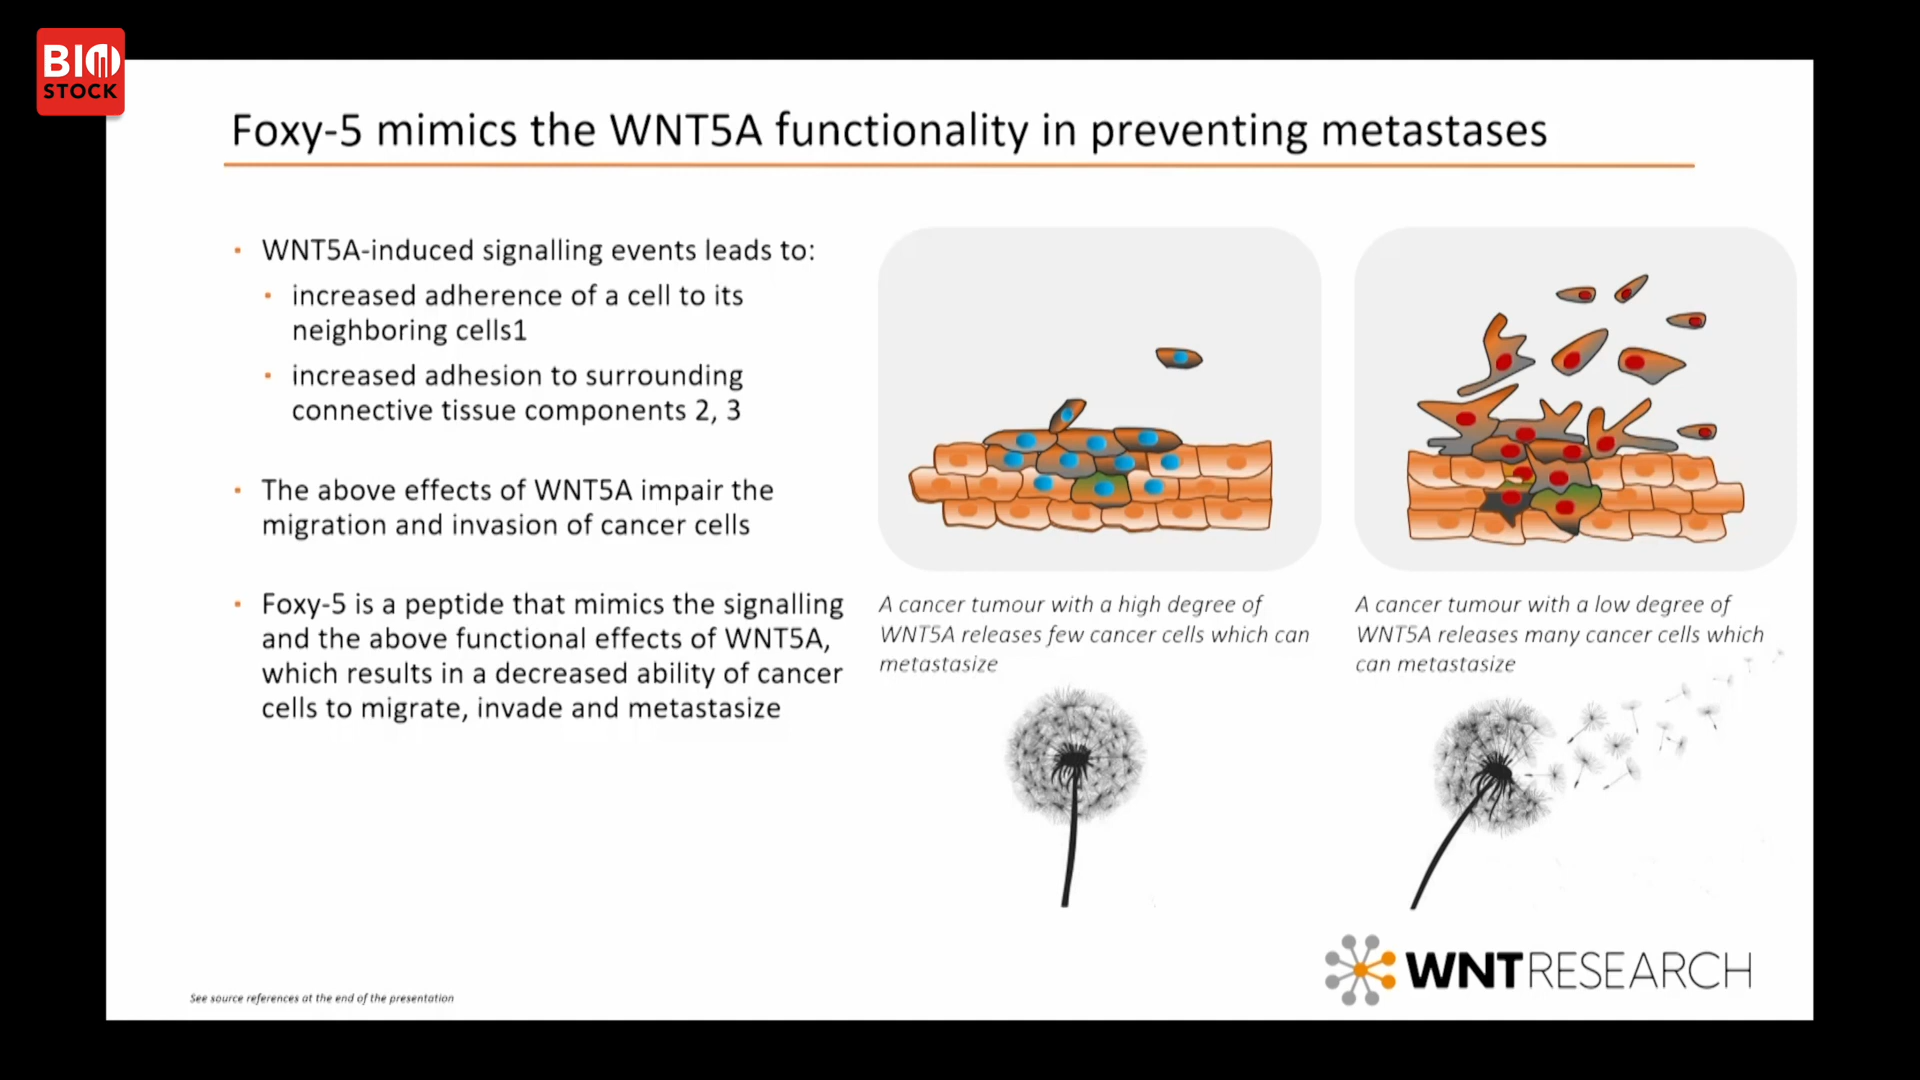 BIO
STOCK
Foxy-5 mimics the WNT5A functionality in preventing metastases
WNT5A-induced signalling events leads to:
increased adherence of a cell to its
neighboring cells1
increased adhesion to surrounding
connective tissue components 2, 3
The above effects of WNT5A impair the
migration and invasion of cancer cells
Foxy-5 is a peptide that mimics the signalling
and the above functional effects of WNT5A,
which results in a decreased ability of cancer
cells to migrate, invade and metastasize
A cancer tumour with a high degree of
WNT5A releases few cancer cells which can
metastasize
A cancer tumour with a low degree of
WNT5A releases many cancer cells which
can metastasize
WNTRESEARCH
See source references at the end of the presentation